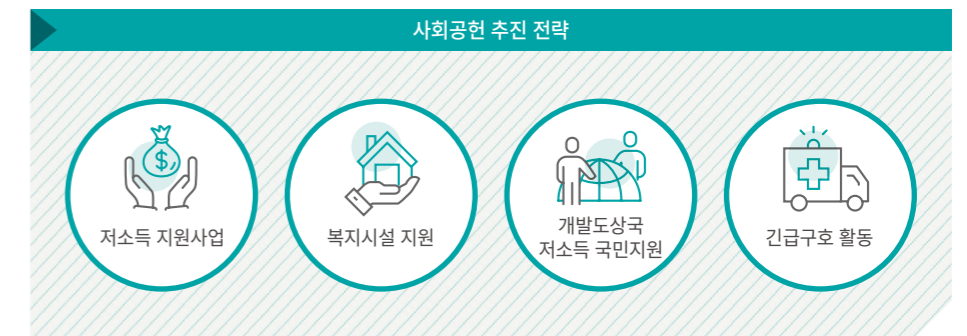 사회공헌 추진 전략
$
저소득 지원사업
복지시설 지원
개발도상국
저소득 국민지원
긴급구호 활동